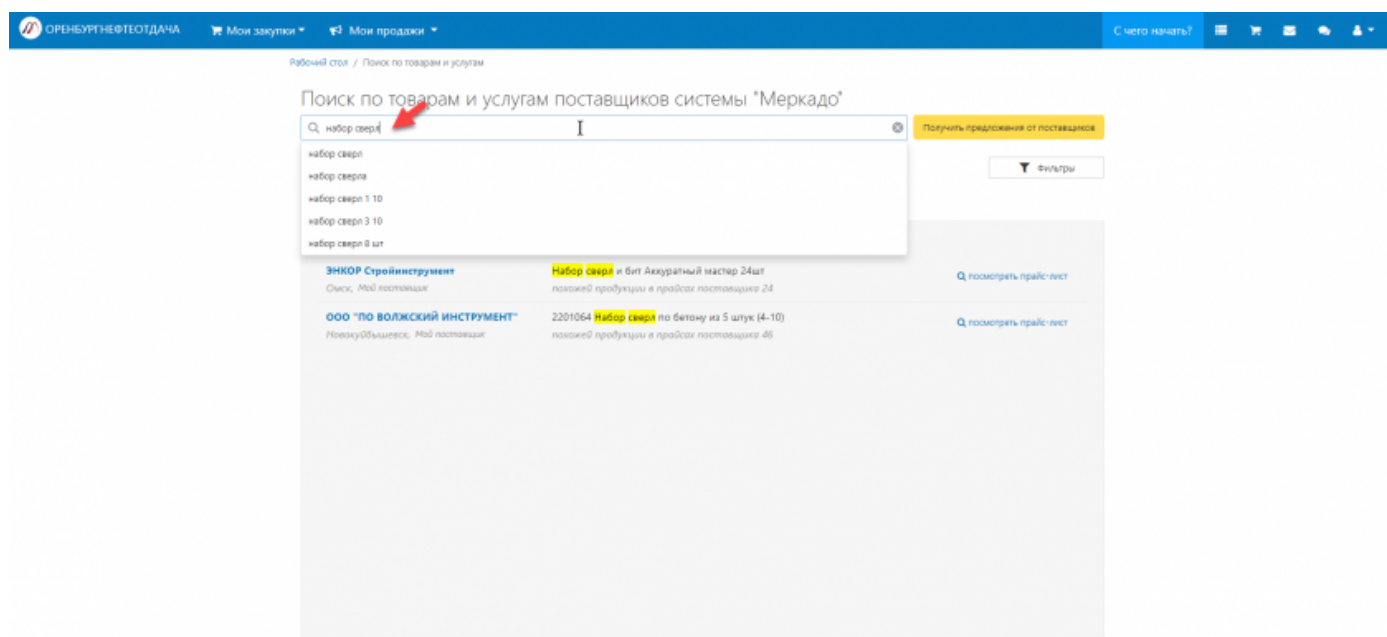 ОРЕНБУРГНЕФТЕОТДАЧА Мои закупки Мои продажи С чего начать?
Рабочий стол / Поиск по товарам и услугам
Поиск по товарам и услугам поставщиков системы "Меркадо"
набор сверл Получить предложения от поставщиков
набор сверл
Фильтры
набор сверла
набор сверл 1 10
набор сверл 3 10
набор сверл 8 шт
ЭНКОР Стройинструмент Набор сверл и бит Аккуратный мастер 24шт посмотреть прайс-лист
Омск, Мой поставщик похожей продукции в прайсах поставщика 24
ООО "ПО ВОЛЖСКИЙ ИНСТРУМЕНТ" 2201064 Набор сверл по бетону из 5 штук (4-10) посмотреть прайс-лист
Новокуйбышевск, Мой поставщик похожей продукции в прайсах поставщика 46